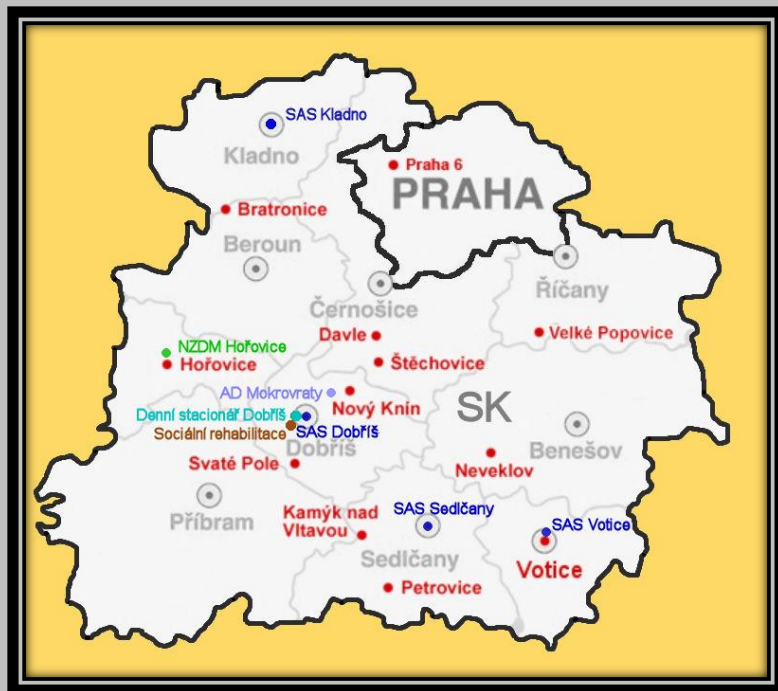 SAS Kladno
Kladno
Praha 6
PRAHA
Bratronice
Beroun
Říčany
Černošice
Davle
Velké Popovice
NZDM Hořovice
Hořovice
Štěchovice
AD Mokrovraty
Nový Knín
SK
Denní stacionář Dobříš
Sociální rehabilitace
SAS Dobříš
Dobříš
Benešov
Svaté Pole
Neveklov
Příbram
Kamýk nad
Vltavou
SAS Sedlčany
Sedlčany
SAS Votice
Votice
Petrovice